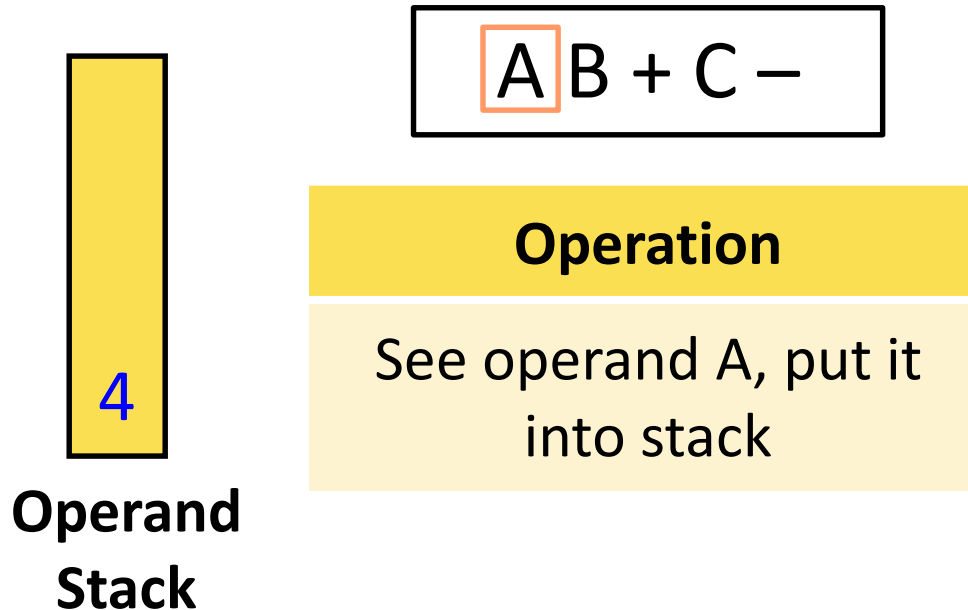 A B + C –
Operation
See operand A, put it
into stack
4
Operand
Stack